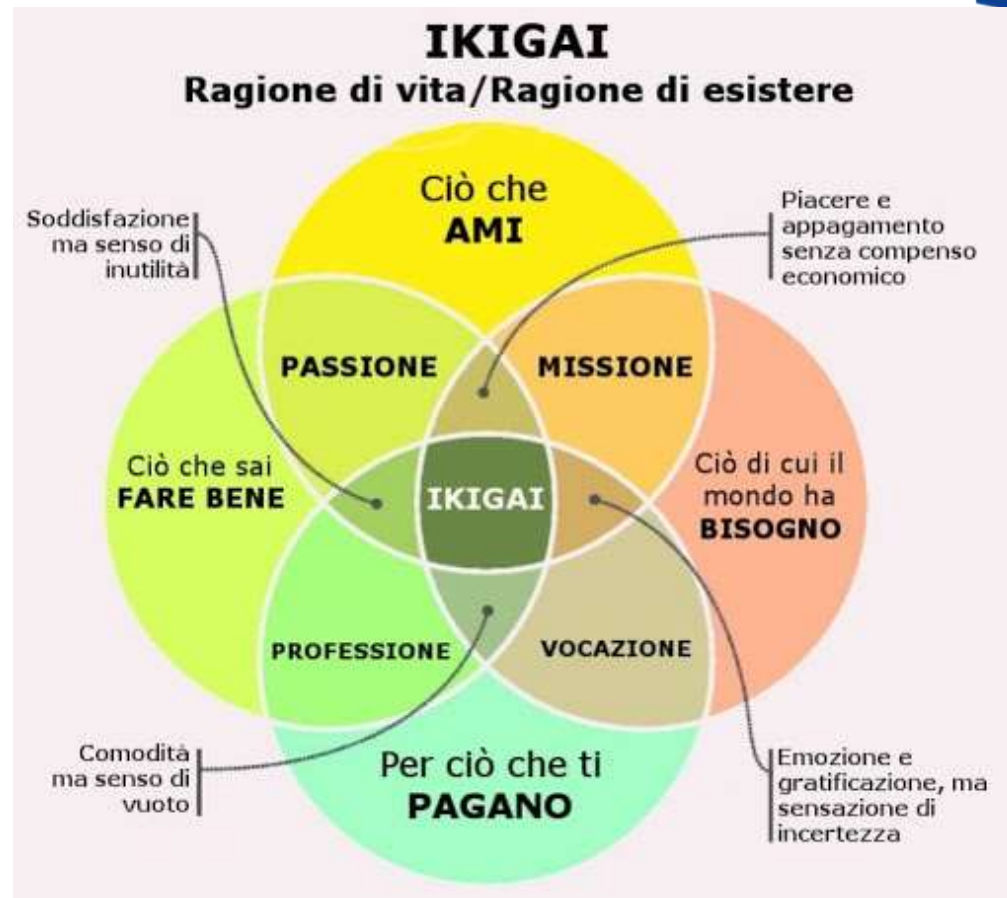 IKIGAI
Ragione di vita/Ragione di esistere
Ciò che
AMI
Soddisfazione
ma senso di
inutilità
Piacere e
appagamento
senza compenso
economico
PASSIONE
MISSIONE
Ciò che sai
FARE BENE
IKIGAI
Ciò di cui il
mondo ha
BISOGNO
PROFESSIONE
VOCAZIONE
Comodità
ma senso di
vuoto
Per ciò che ti
PAGANO
Emozione e
gratificazione, ma
sensazione di
incertezza